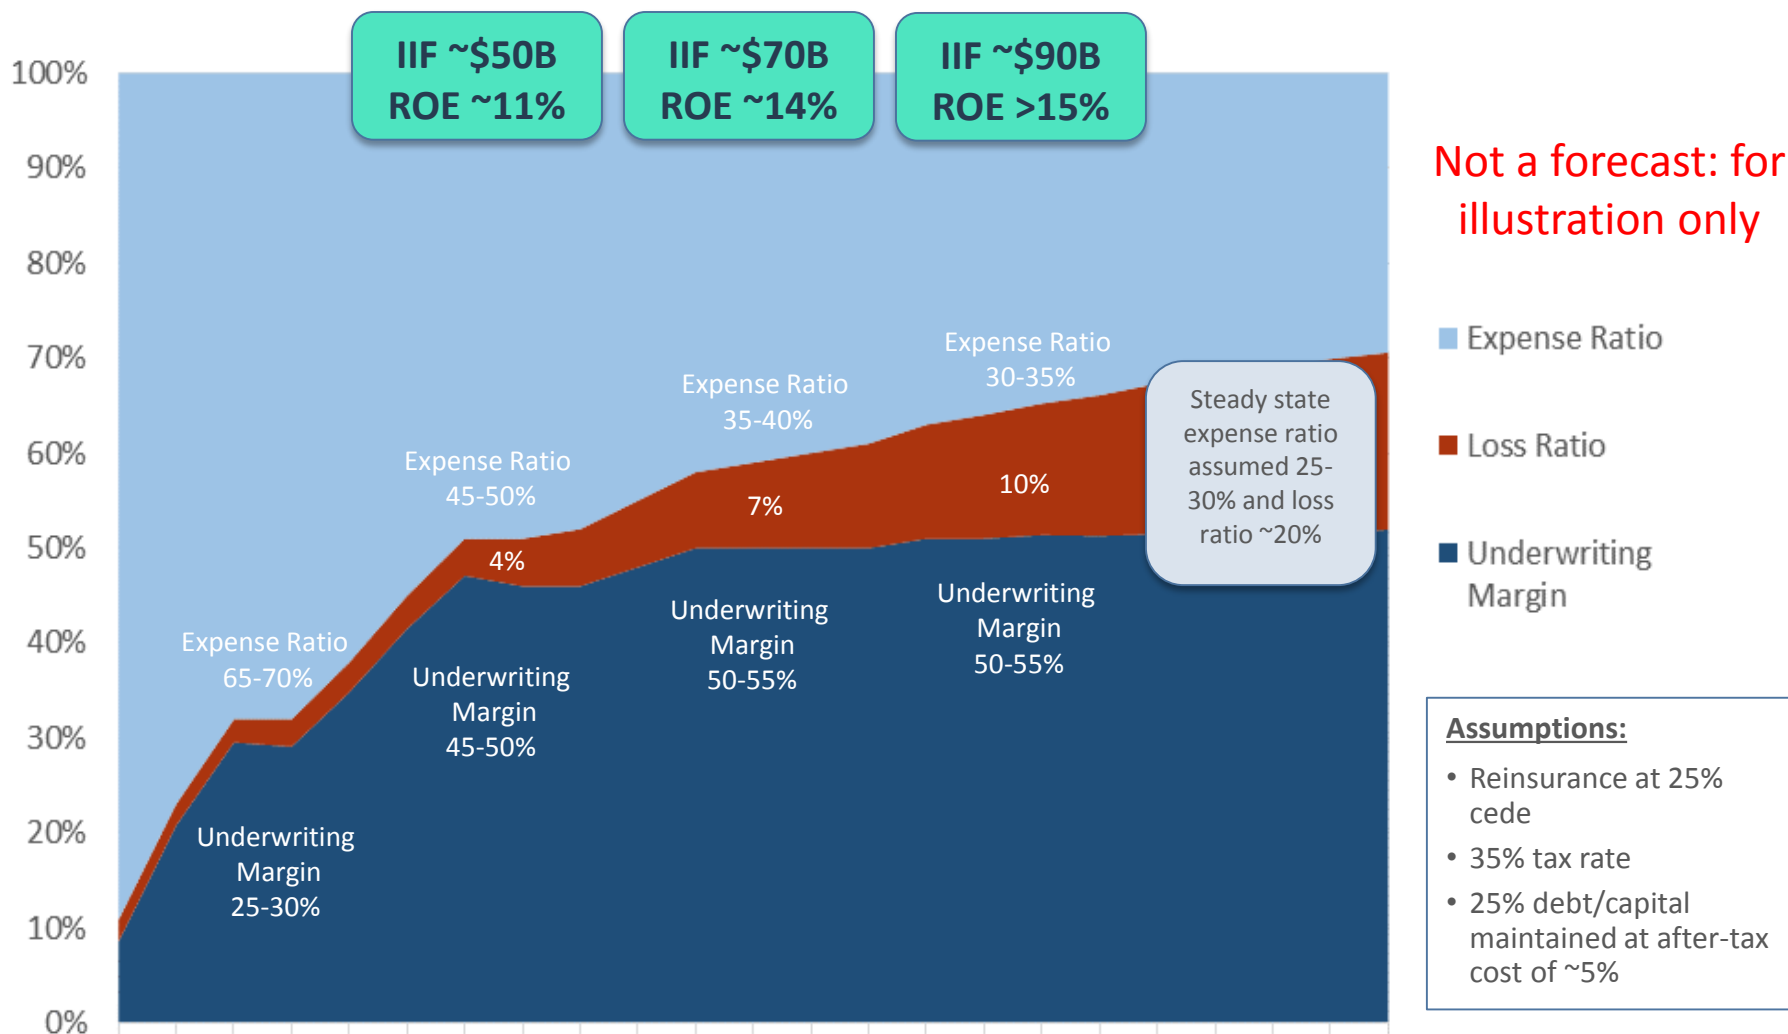 IIF ~$50B
ROE ~11%
IIF ~$70B
ROE ~14%
IIF ~$90B
ROE >15%
100%
90%
80%
70%
60%
50%
40%
30%
20%
10%
0%
Expense Ratio
65-70%
Underwriting
Margin
25-30%
Expense Ratio
45-50%
4%
Underwriting
Margin
45-50%
Expense Ratio
35-40%
7%
Underwriting
Margin
50-55%
Expense Ratio
30-35%
10%
Underwriting
Margin
50-55%
Steady state
expense ratio
assumed 25-
30% and loss
ratio ~20%
Not a forecast: for
illustration only
Expense Ratio
Loss Ratio
Underwriting
Margin
Assumptions:
• Reinsurance at 25%
cede
• 35% tax rate
• 25% debt/capital
maintained at after-tax
cost of ~5%